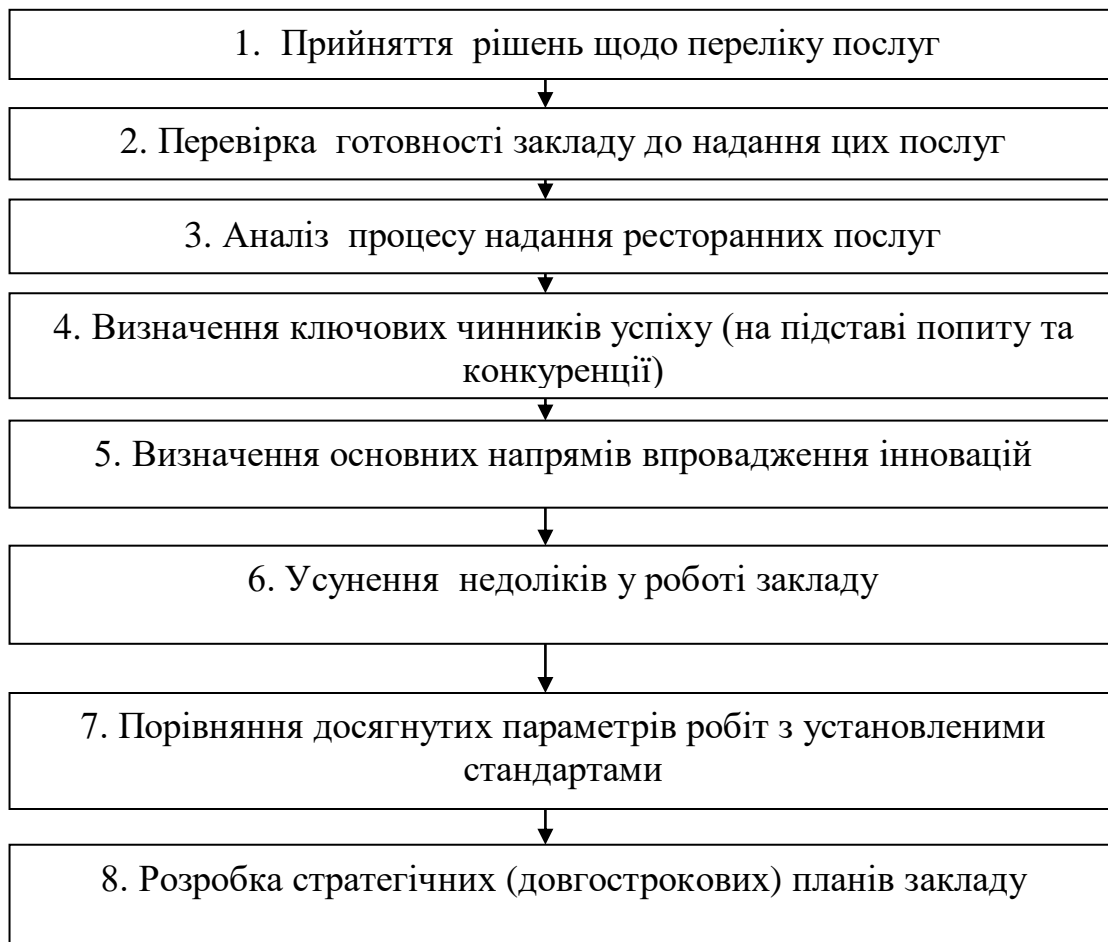 1. Прийняття рішень щодо переліку послуг
2. Перевірка готовності закладу до надання цих послуг
3. Аналіз процесу надання ресторанних послуг
4. Визначення ключових чинників успіху (на підставі попиту та
конкуренції)
5. Визначення основних напрямів впровадження інновацій
6. Усунення недоліків у роботі закладу
7. Порівняння досягнутих параметрів робіт з установленими
стандартами
8. Розробка стратегічних (довгострокових) планів закладу